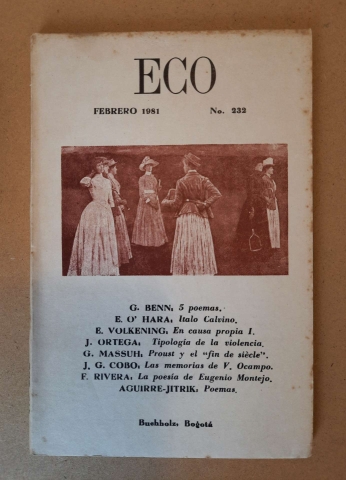 ECO
FEBRERO 1981 No. 232
G. BENN: 5 poemas.
E. O' HARA: Italo Calvino.
E. VOLKENING: En causa propia I.
J. ORTEGA: Tipología de la violencia.
G. MASSUH: Proust y el "fin de siècle".
J. G. COBO: Las memorias de V. Ocampo.
F. RIVERA: La poesía de Eugenio Montejo.
AGUIRRE-JITRIK: Poemas.
Buchholz: Bogotá